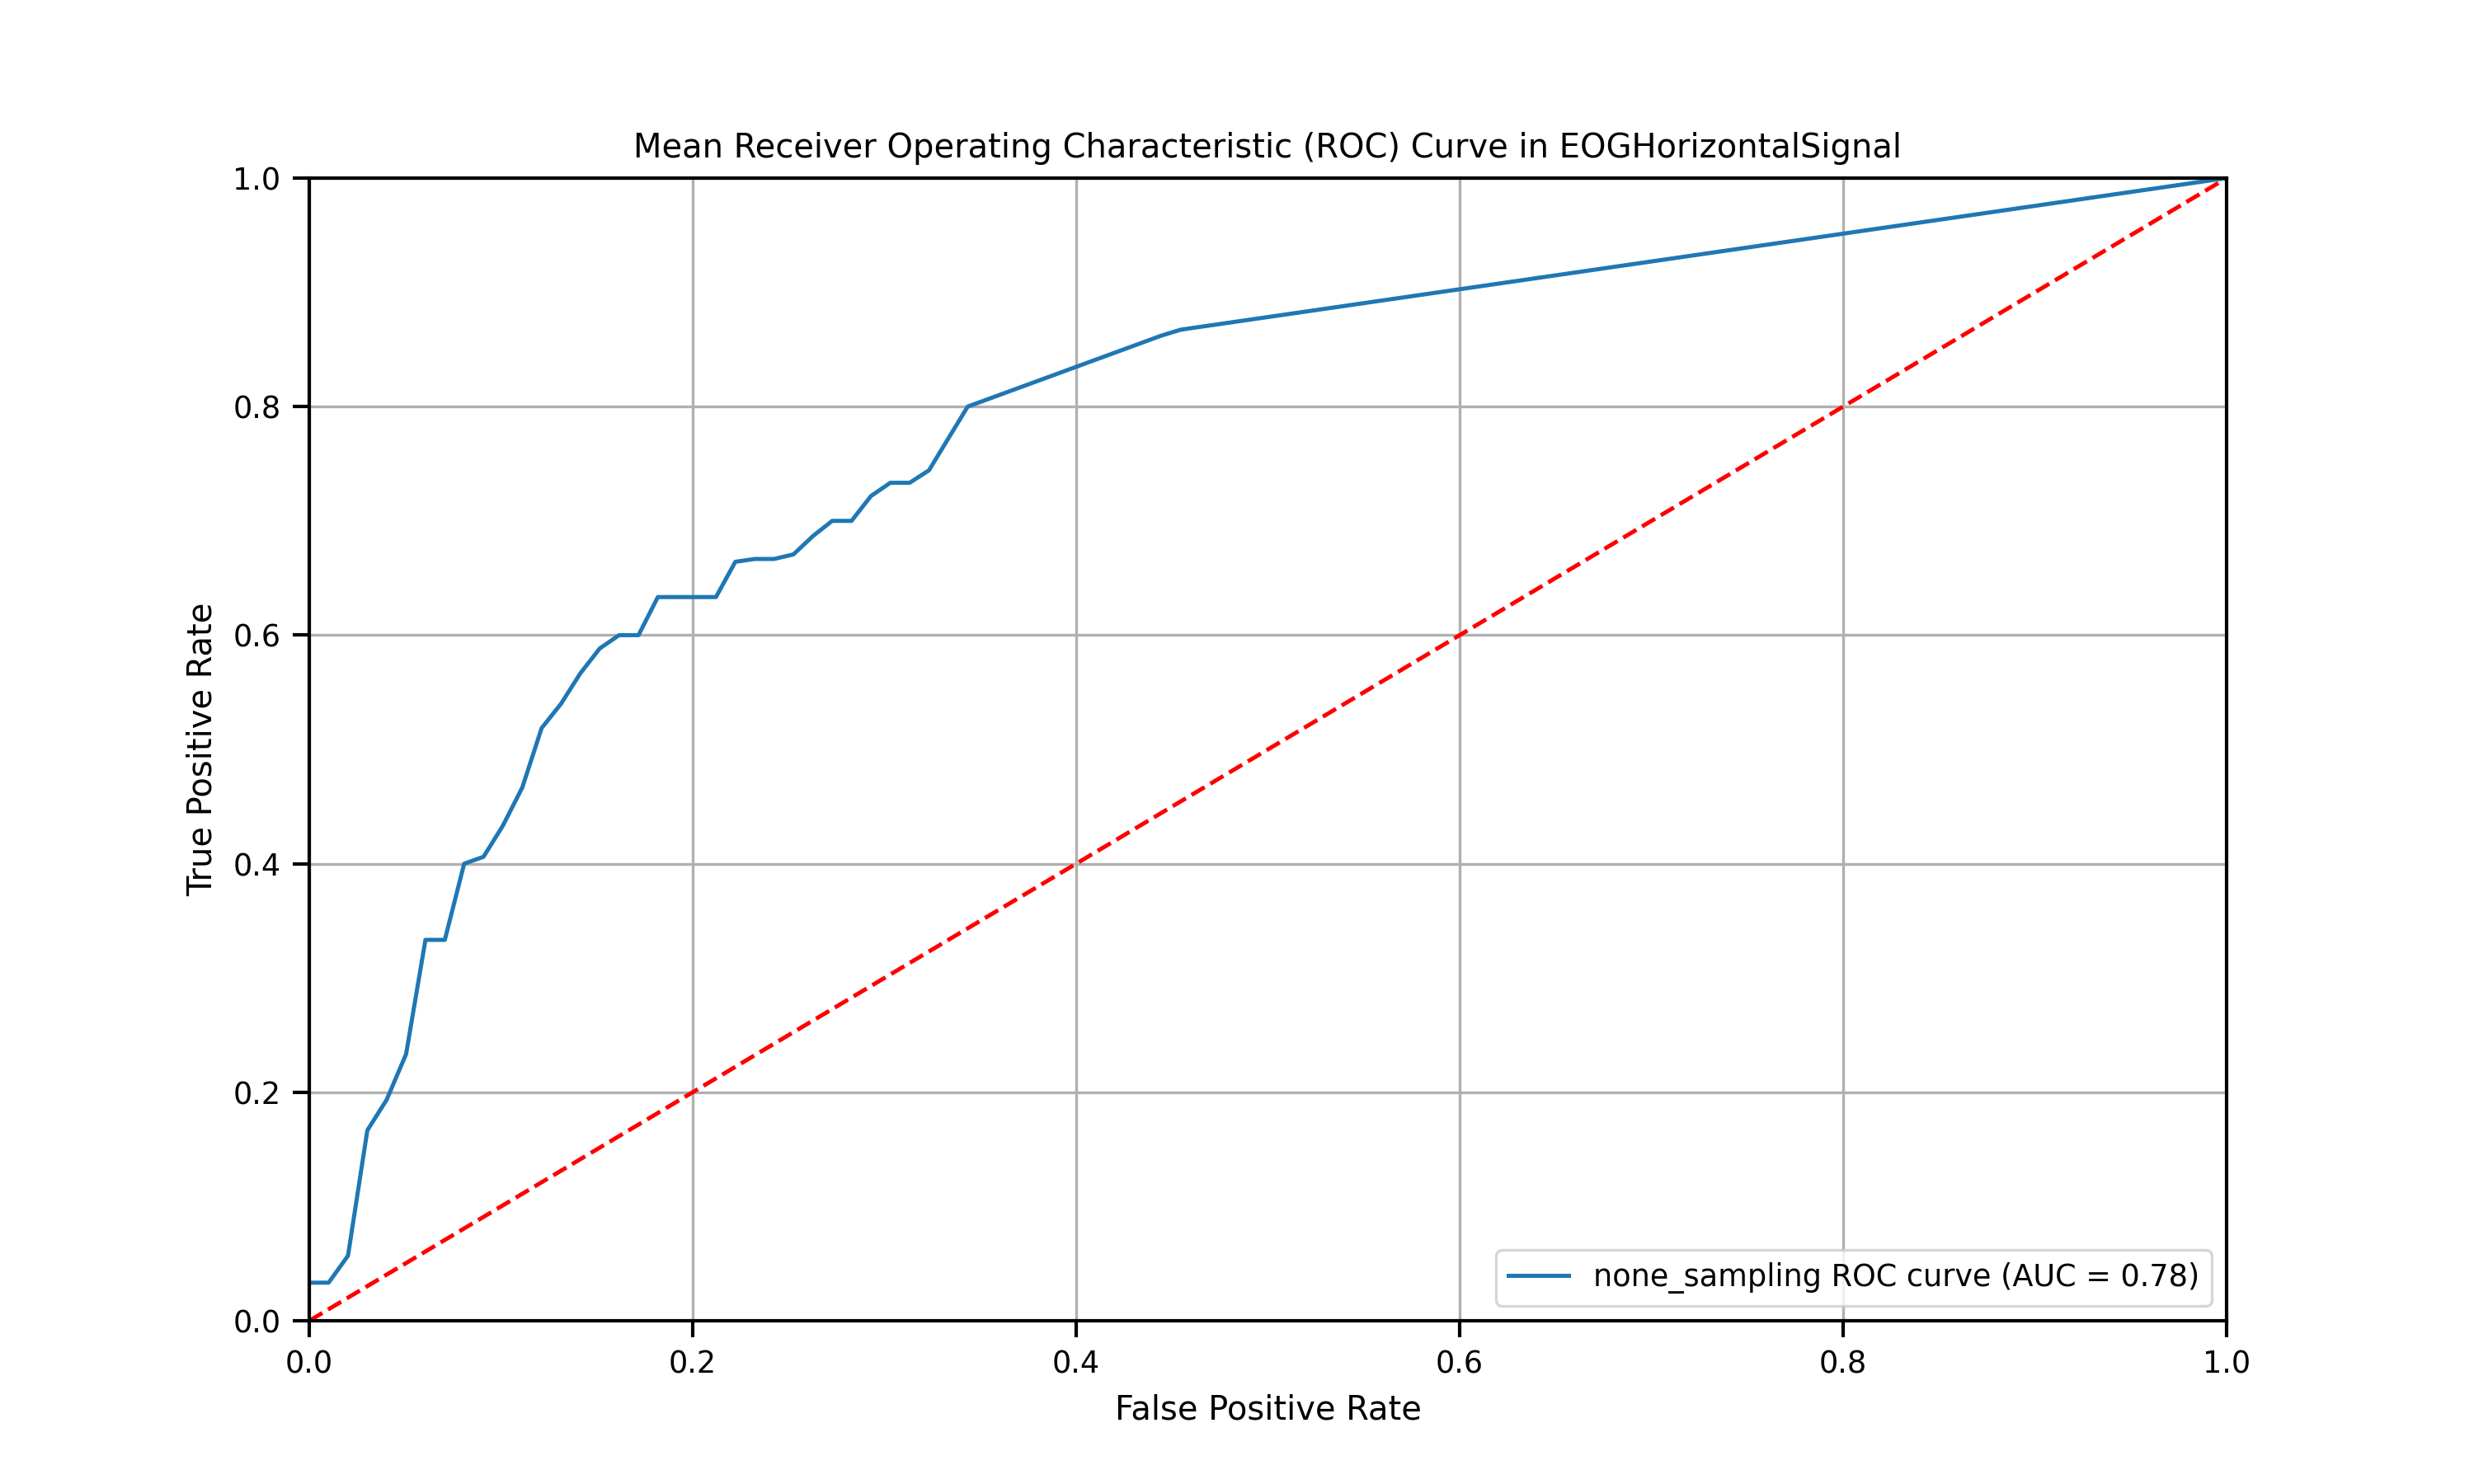 Mean Receiver Operating Characteristic (ROC) Curve in EOGHorizontalSignal
1.0
0.8
0.6
0.4
0.2
0.0
True Positive Rate
none_sampling ROC curve (AUC = 0.78)
0.0 0.2 0.4 0.6 0.8 1.0
False Positive Rate